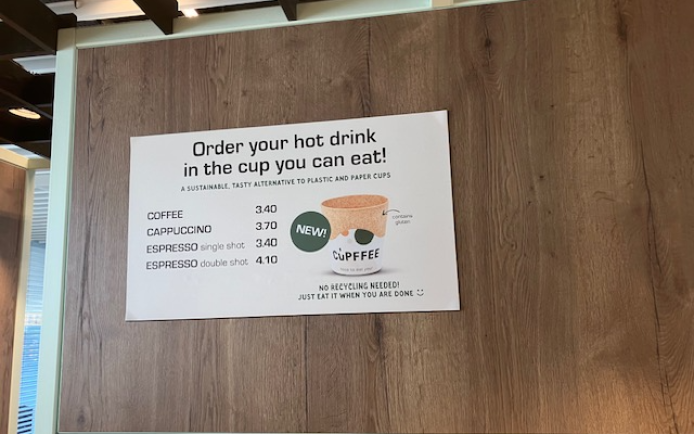 Order your hot drink
in the cup you can eat!
A SUSTAINABLE, TASTY ALTERNATIVE TO PLASTIC AND PAPER CUPS
COFFEE 3.40
CAPPUCCINO 3.70
ESPRESSO single shot 3.40
ESPRESSO double shot 4.10
NEW!
contains
gluten
CUPFFEE
NO RECYCLING NEEDED!
JUST EAT IT WHEN YOU ARE DONE